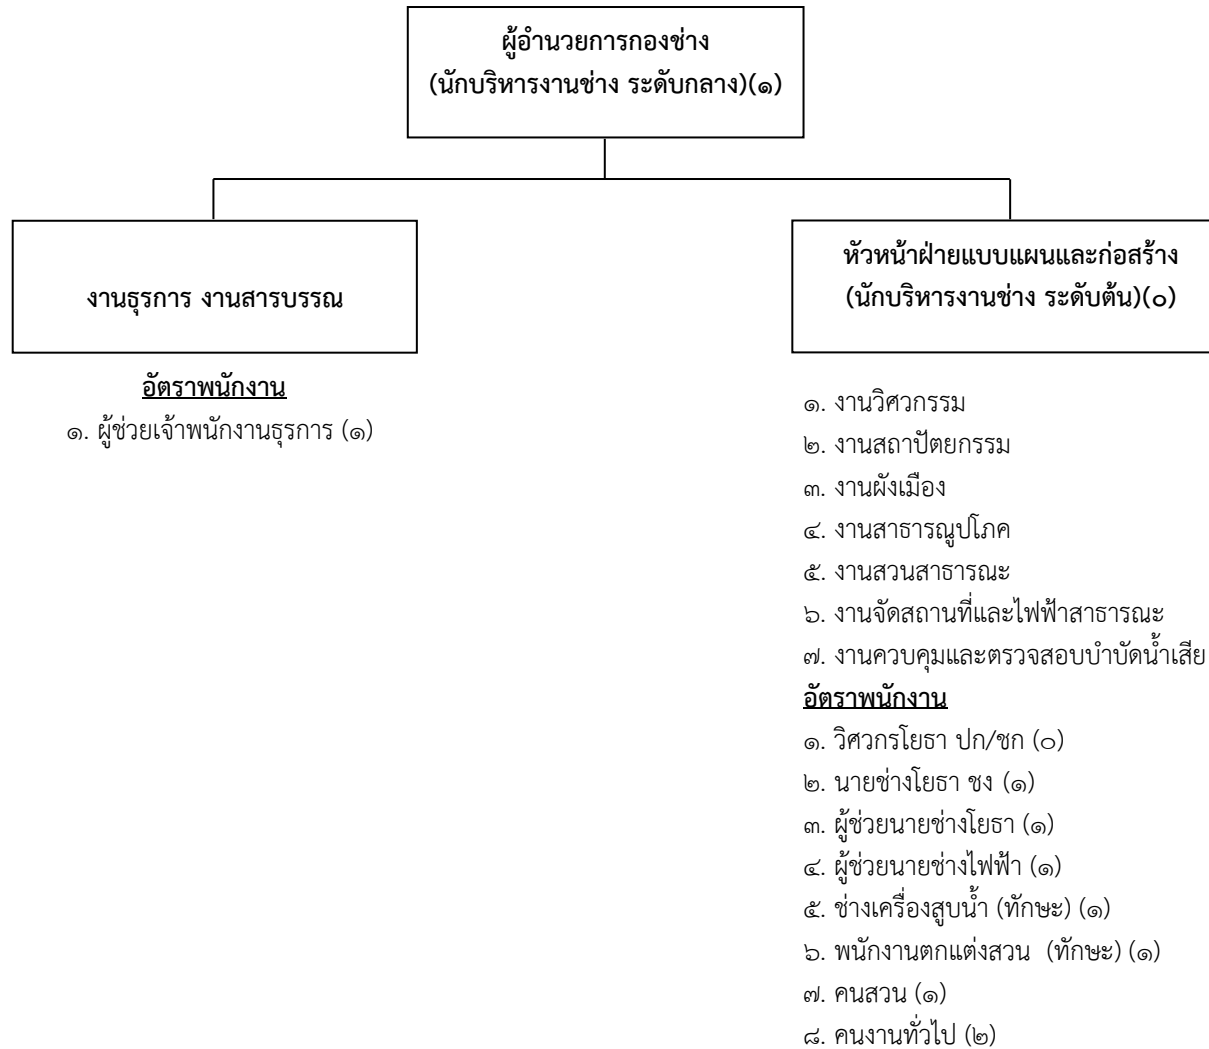 ผู้อำนวยการกองช่าง
(นักบริหารงานช่าง ระดับกลาง)(๑)
งานธุรการ งานสารบรรณ
อัตราพนักงาน
๑. ผู้ช่วยเจ้าพนักงานธุรการ (๑)
หัวหน้าฝ่ายแบบแผนและก่อสร้าง
(นักบริหารงานช่าง ระดับต้น)(๐)
๑. งานวิศวกรรม
๒. งานสถาปัตยกรรม
๓. งานผังเมือง
๔. งานสาธารณูปโภค
๕. งานสวนสาธารณะ
๖. งานจัดสถานที่และไฟฟ้าสาธารณะ
๗. งานควบคุมและตรวจสอบบำบัดน้ำเสีย
อัตราพนักงาน
๑. วิศวกรโยธา ปก/ชก (๐)
๒. นายช่างโยธา ชง (๑)
๓. ผู้ช่วยนายช่างโยธา (๑)
๔. ผู้ช่วยนายช่างไฟฟ้า (๑)
๕. ช่างเครื่องสูบน้ำ (ทักษะ) (๑)
๖. พนักงานตกแต่งสวน (ทักษะ) (๑)
๗. คนสวน (๑)
๘. คนงานทั่วไป (๒)